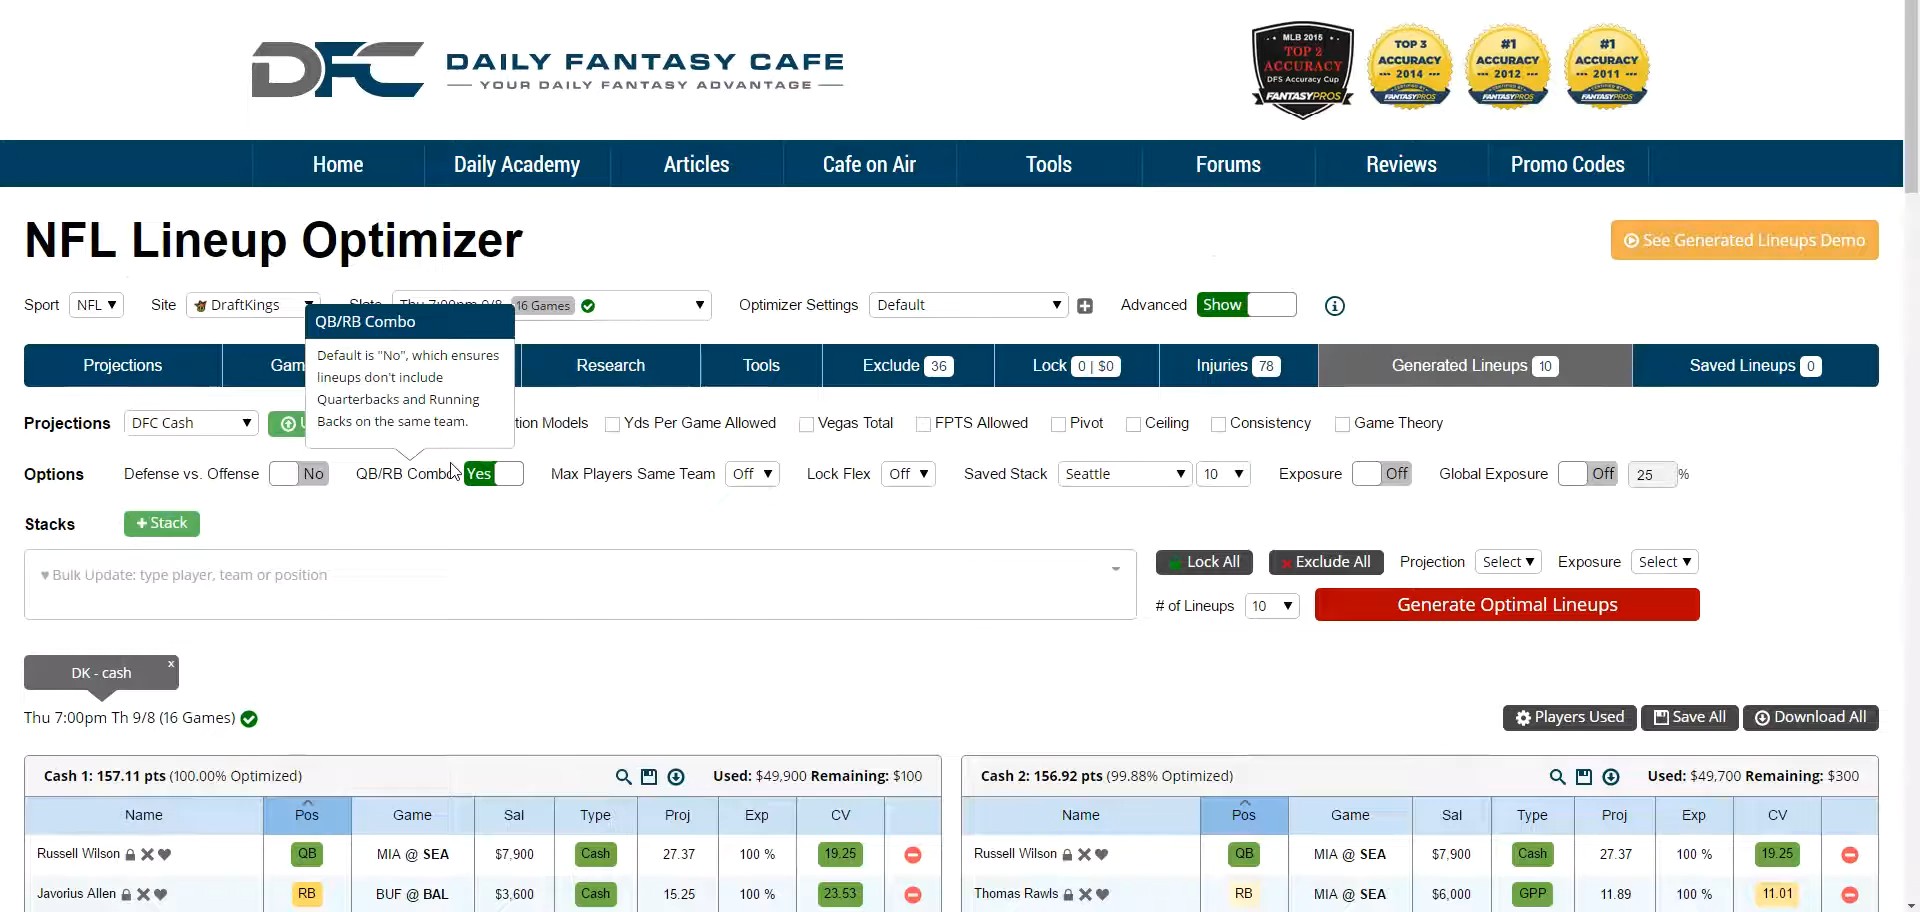 DFC DAILY FANTASY CAFE
YOUR DAILY FANTASY ADVANTAGE
MLB 2015
TOP 2
ACCURACY
DFS Accuracy Cup
FANTASYPROS
TOP 3
ACCURACY
2014
FANTASYPROS
#1
ACCURACY
2012
FANTASYPROS
#1
ACCURACY
2011
FANTASYPROS
Home Daily Academy Articles Cafe on Air Tools Forums Reviews Promo Codes
NFL Lineup Optimizer
See Generated Lineups Demo
Sport NFL Site DraftKings 16 Games Optimizer Settings Default Advanced Show
QB/RB Combo
Default is "No", which ensures
lineups don't include
Quarterbacks and Running
Backs on the same team.
Projections Gam Research Tools Exclude 36 Lock 0 | $0 Injuries 78 Generated Lineups 10 Saved Lineups 0
Projections DFC Cash tion Models Yds Per Game Allowed Vegas Total FPTS Allowed Pivot Ceiling Consistency Game Theory
Options Defense vs. Offense No QB/RB Combo Yes Max Players Same Team Off Lock Flex Off Saved Stack Seattle 10 Exposure Off Global Exposure Off 25 %
Stacks + Stack
Bulk Update: type player, team or position
Lock All Exclude All Projection Select Exposure Select
# of Lineups 10 Generate Optimal Lineups
DK - cash x
Thu 7:00pm Th 9/8 (16 Games)
Players Used Save All Download All
Cash 1: 157.11 pts (100.00% Optimized) Used: $49,900 Remaining: $100
Name Pos Game Sal Type Proj Exp CV
Russell Wilson QB MIA @ SEA $7,900 Cash 27.37 100 % 19.25
Javorius Allen RB BUF @ BAL $3,600 Cash 15.25 100 % 23.53
Cash 2: 156.92 pts (99.88% Optimized) Used: $49,700 Remaining: $300
Name Pos Game Sal Type Proj Exp CV
Russell Wilson QB MIA @ SEA $7,900 Cash 27.37 100 % 19.25
Thomas Rawls RB MIA @ SEA $6,000 GPP 11.89 100 % 11.01